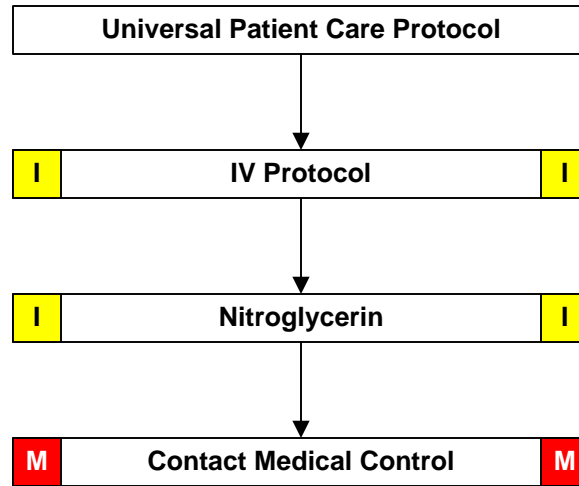 Universal Patient Care Protocol
I IV Protocol I
I Nitroglycerin I
M Contact Medical Control M